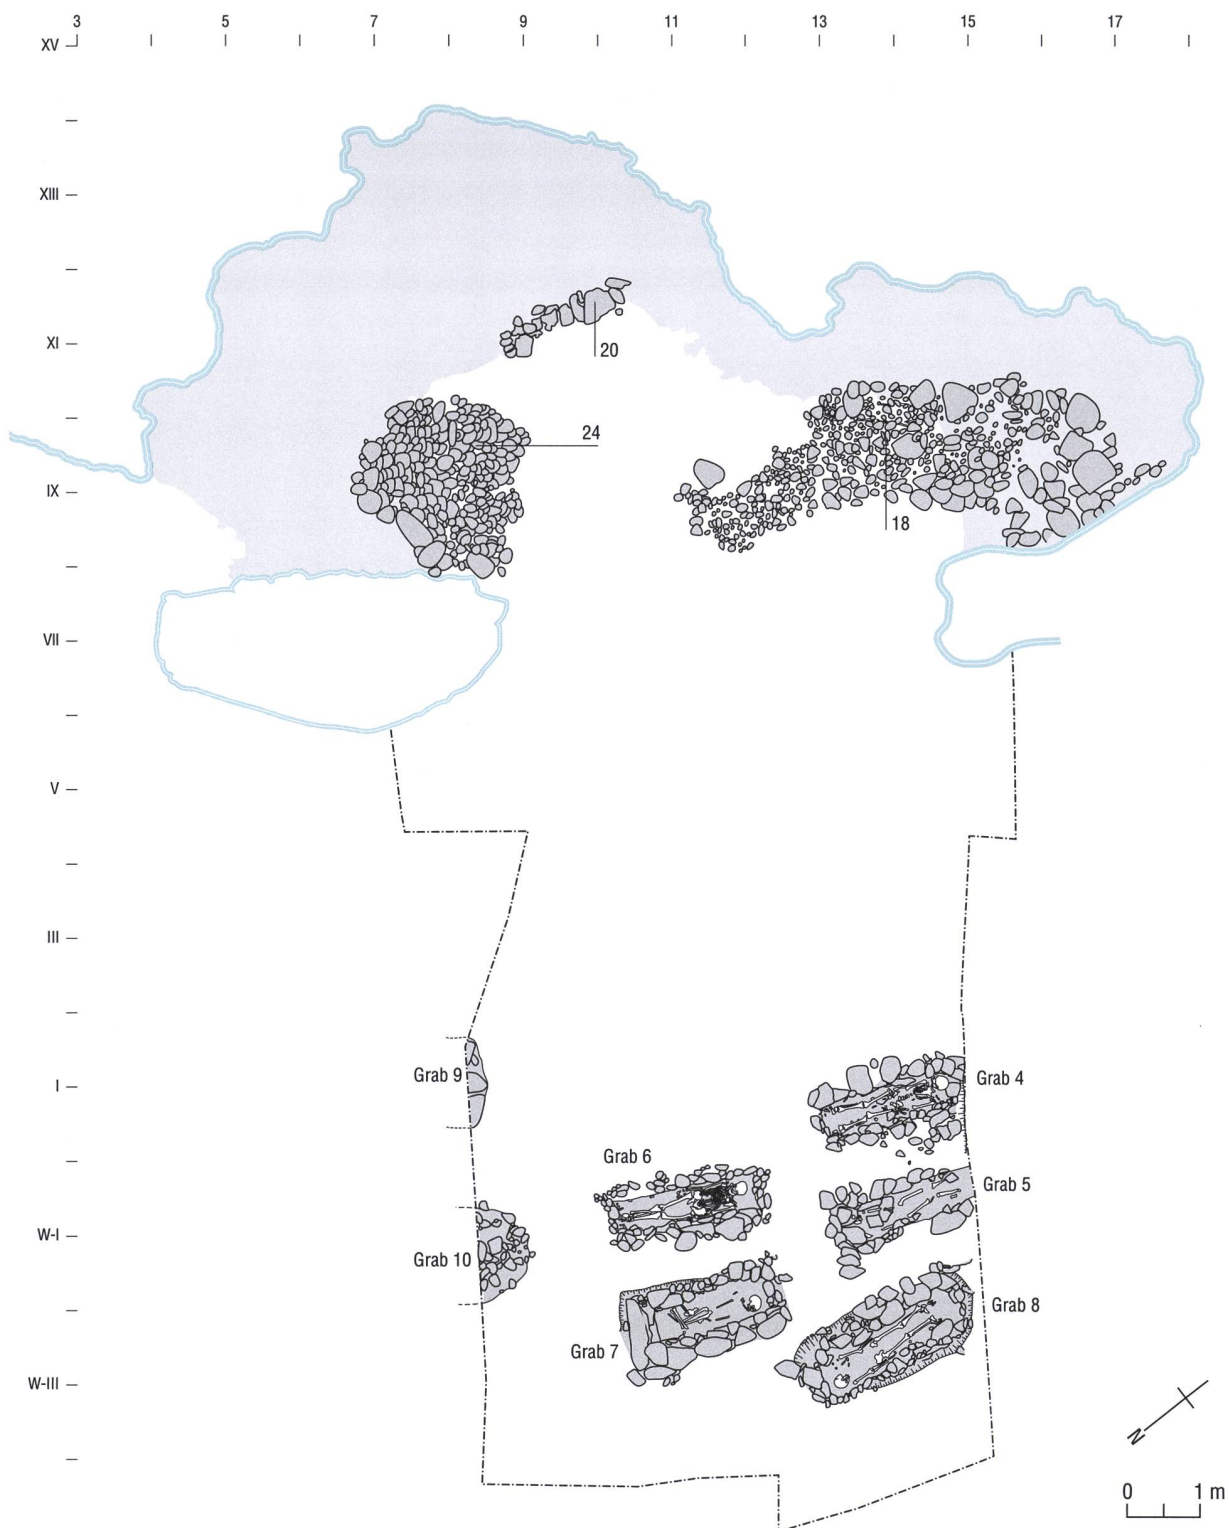 3 5 7 9 11 13 15 17
XV
XIII
XI
20
24
IX
18
VII
V
III
I
Grab 9
Grab 4
Grab 6
Grab 5
W-I
Grab 10
Grab 8
Grab 7
W-III
N
0 1 m